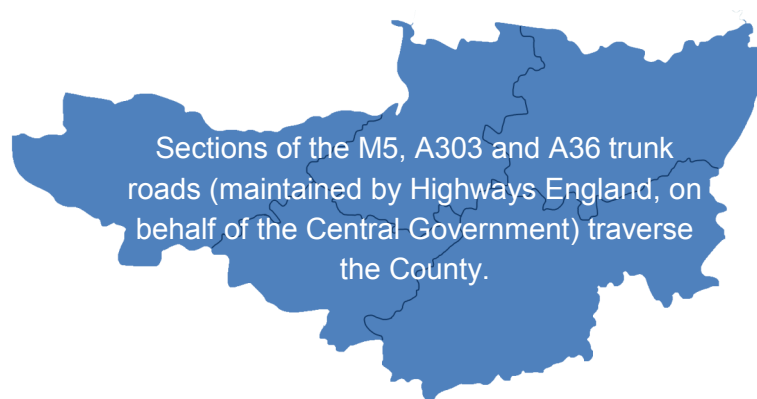 Sections of the M5, A303 and A36 trunk
roads (maintained by Highways England, on
behalf of the Central Government) traverse
the County.